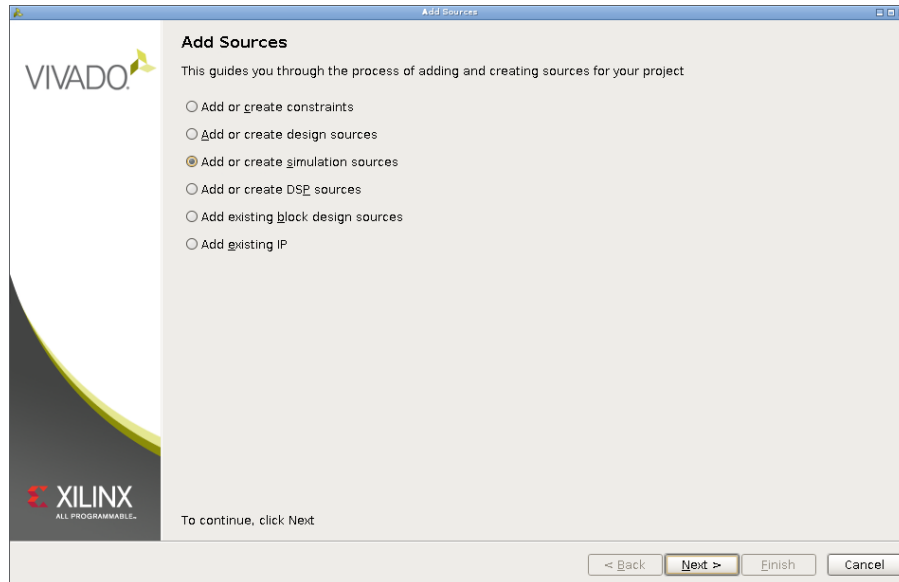 Add Sources
VIVADO.
Add Sources
This guides you through the process of adding and creating sources for your project
Add or create constraints
Add or create design sources
Add or create simulation sources
Add or create DSP sources
Add existing block design sources
Add existing IP
XILINX
ALL PROGRAMMABLE™
To continue, click Next
< Back
Next >
Finish
Cancel